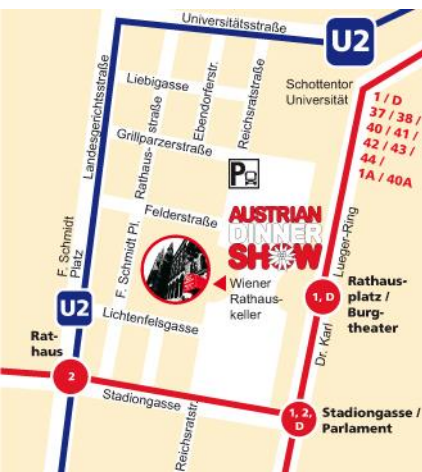 Universitätsstraße
U2
Schottentor
Universität
Liebigasse
Landesgerichtsstraße
Rathaus-
straße
Ebendorferstr.
Reichsratstraße
1 / D
37 / 38 /
40 / 41 /
42 / 43 /
44 /
1A / 40A
Grillparzerstraße
P
Felderstraße
AUSTRIAN
DINNER
SHOW
F. Schmidt
Platz
F. Schmidt Pl.
Wiener
Rathaus-
keller
Dr. Karl Lueger-Ring
1, D
Rathaus-
platz /
Burg-
theater
U2
Lichtenfelsgasse
Rat-
haus
2
Stadiongasse
Reichsratstr.
1, 2,
D
Stadiongasse /
Parlament